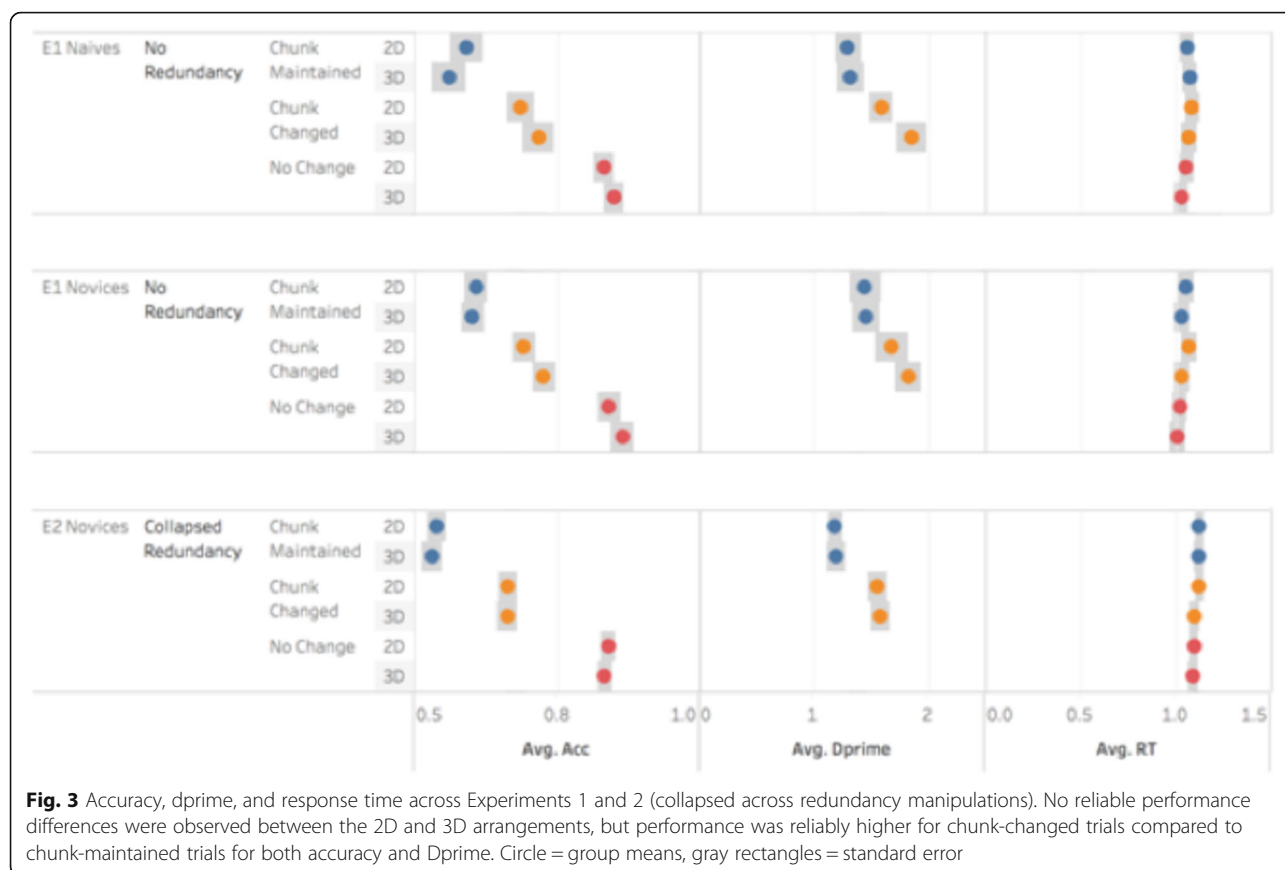 E1 Naives No Chunk 2D
Redundancy Maintained 3D
Chunk 2D
Changed 3D
No Change 2D
3D
E1 Novices No Chunk 2D
Redundancy Maintained 3D
Chunk 2D
Changed 3D
No Change 2D
3D
E2 Novices Collapsed Chunk 2D
Redundancy Maintained 3D
Chunk 2D
Changed 3D
No Change 2D
3D
0.5 0.8 1.0 0 1 2 0.0 0.5 1.0 1.5
Avg. Acc Avg. Dprime Avg. RT
Fig. 3 Accuracy, dprime, and response time across Experiments 1 and 2 (collapsed across redundancy manipulations). No reliable performance
differences were observed between the 2D and 3D arrangements, but performance was reliably higher for chunk-changed trials compared to
chunk-maintained trials for both accuracy and Dprime. Circle = group means, gray rectangles = standard error